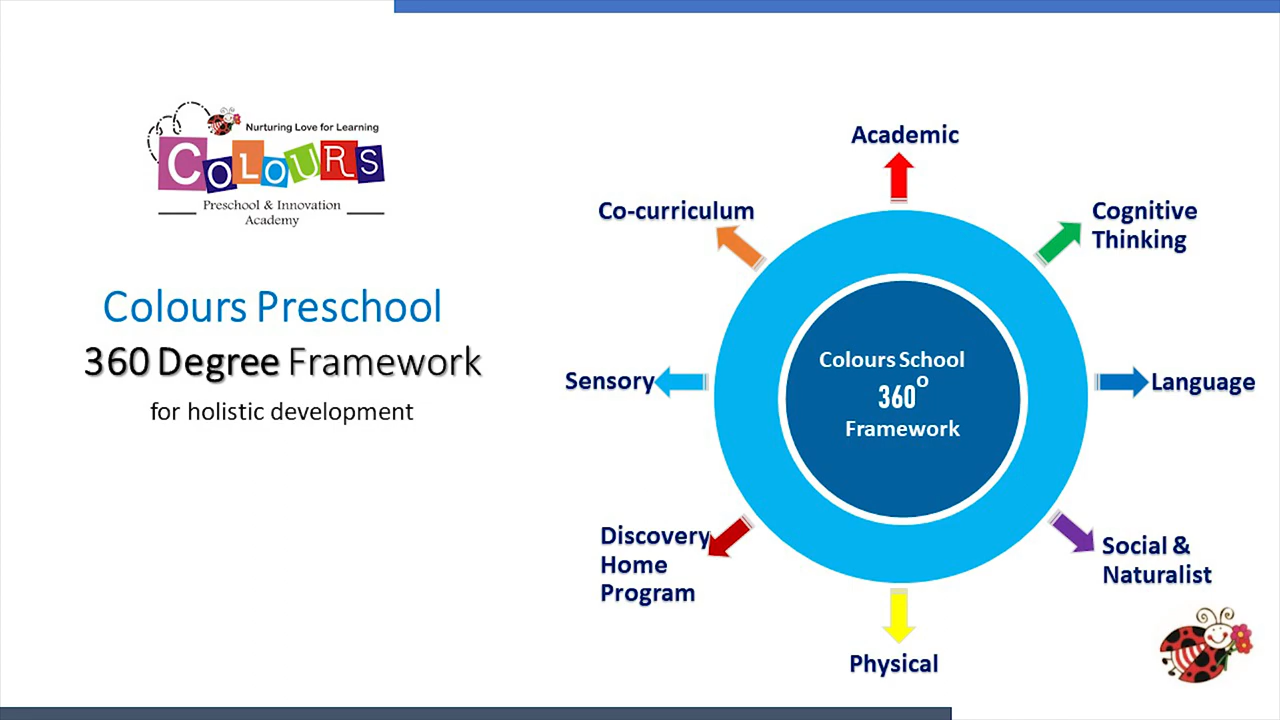 Nurturing Love for Learning
COLOURS
Preschool & Innovation
Academy
Colours Preschool
360 Degree Framework
for holistic development
Academic
Co-curriculum
Cognitive
Thinking
Colours School
360°
Framework
Sensory
Language
Discovery
Home
Program
Social &
Naturalist
Physical